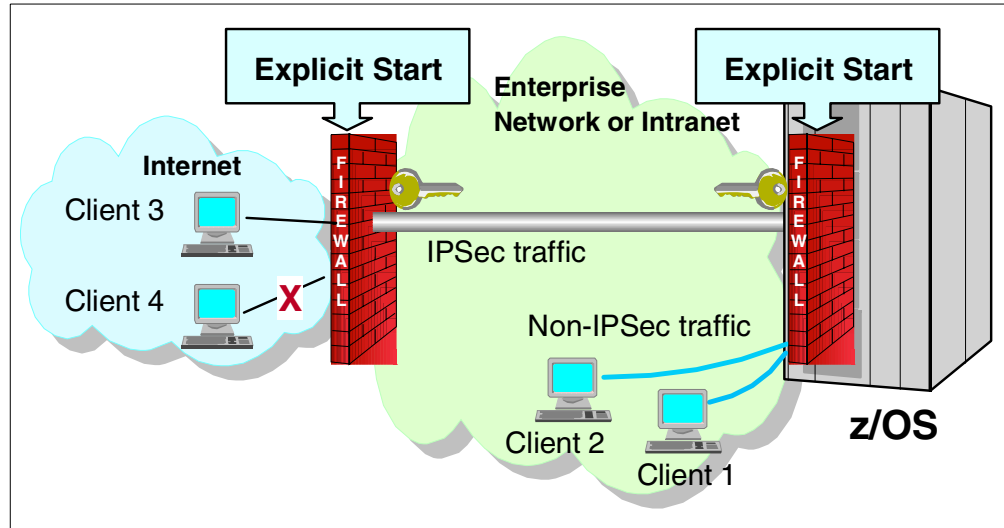 Explicit Start
Explicit Start
Enterprise
Network or Intranet
Internet
FIREWALL
FIREWALL
Client 3
IPSec traffic
Client 4
X
Non-IPSec traffic
Client 2
Client 1
z/OS